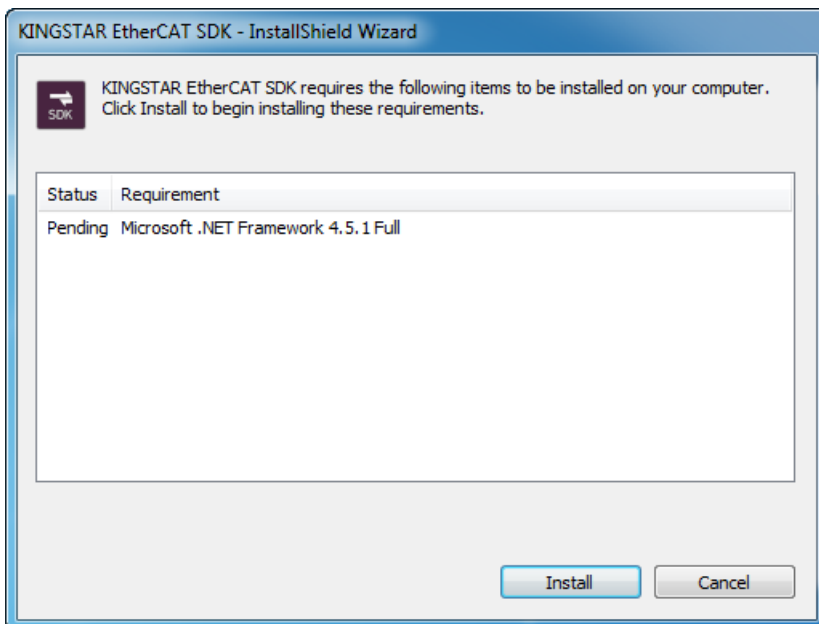 KINGSTAR EtherCAT SDK - InstallShield Wizard
SDK
KINGSTAR EtherCAT SDK requires the following items to be installed on your computer.
Click Install to begin installing these requirements.
Status Requirement
Pending Microsoft .NET Framework 4.5.1 Full
Install Cancel